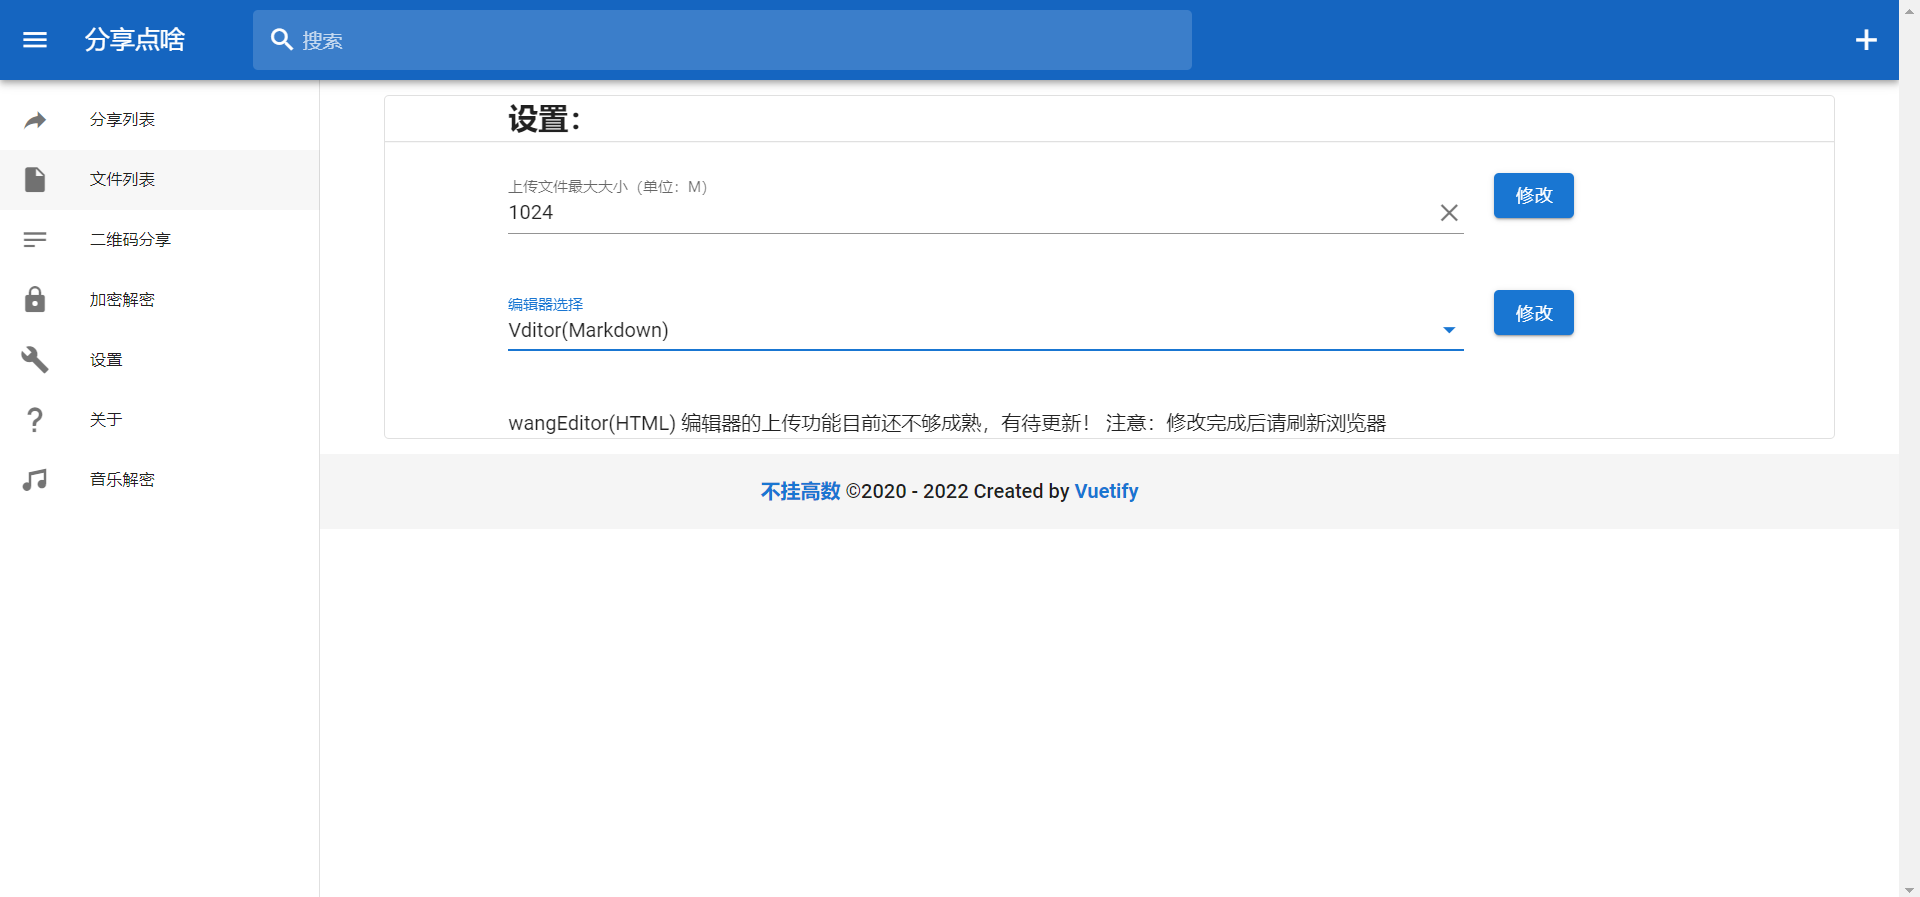 分享点啥
搜索
分享列表
文件列表
二维码分享
加密解密
设置
关于
音乐解密
设置：
上传文件最大大小（单位：M）
1024
修改
编辑器选择
Vditor(Markdown)
修改
wangEditor(HTML) 编辑器的上传功能目前还不够成熟，有待更新！ 注意：修改完成后请刷新浏览器
不挂高数 ©2020 - 2022 Created by Vuetify